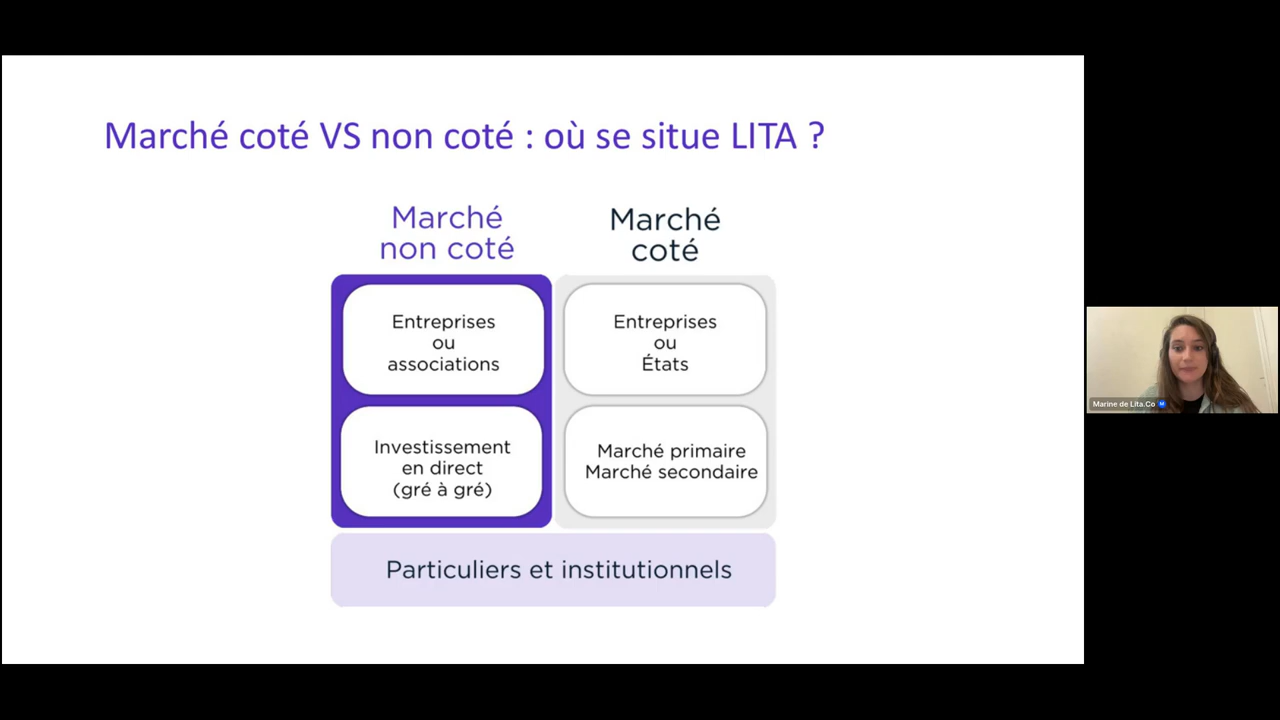 Marché coté VS non coté : où se situe LITA ?
Marché
non coté
Marché
coté
Entreprises
ou
associations
Entreprises
ou
États
Investissement
en direct
(gré à gré)
Marché primaire
Marché secondaire
Particuliers et institutionnels
Marine de Lita.Co